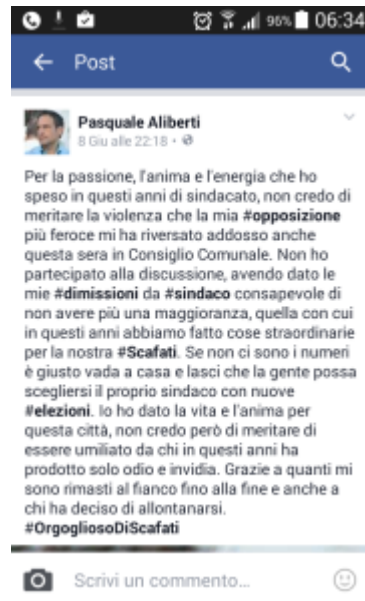 96% 06:34
Post
Pasquale Aliberti
8 Giu alle 22:18 •
Per la passione, l'anima e l'energia che ho
speso in questi anni di sindacato, non credo di
meritare la violenza che la mia #opposizione
più feroce mi ha riversato addosso anche
questa sera in Consiglio Comunale. Non ho
partecipato alla discussione, avendo dato le
mie #dimissioni da #sindaco consapevole di
non avere più una maggioranza, quella con cui
in questi anni abbiamo fatto cose straordinarie
per la nostra #Scafati. Se non ci sono i numeri
è giusto vada a casa e lasci che la gente possa
scegliersi il proprio sindaco con nuove
#elezioni. Io ho dato la vita e l'anima per
questa città, non credo però di meritare di
essere umiliato da chi in questi anni ha
prodotto solo odio e invidia. Grazie a quanti mi
sono rimasti al fianco fino alla fine e anche a
chi ha deciso di allontanarsi.
#OrgogliosoDiScafati
Scrivi un commento...